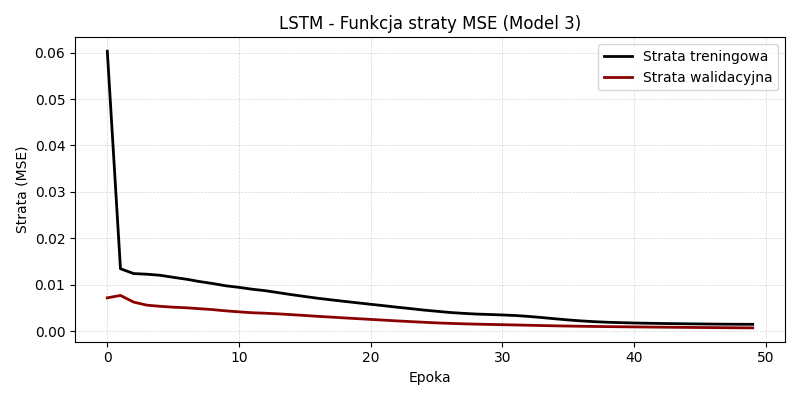 LSTM - Funkcja straty MSE (Model 3)
Strata treningowa
Strata walidacyjna
Strata (MSE)
0.06
0.05
0.04
0.03
0.02
0.01
0.00
0 10 20 30 40 50
Epoka